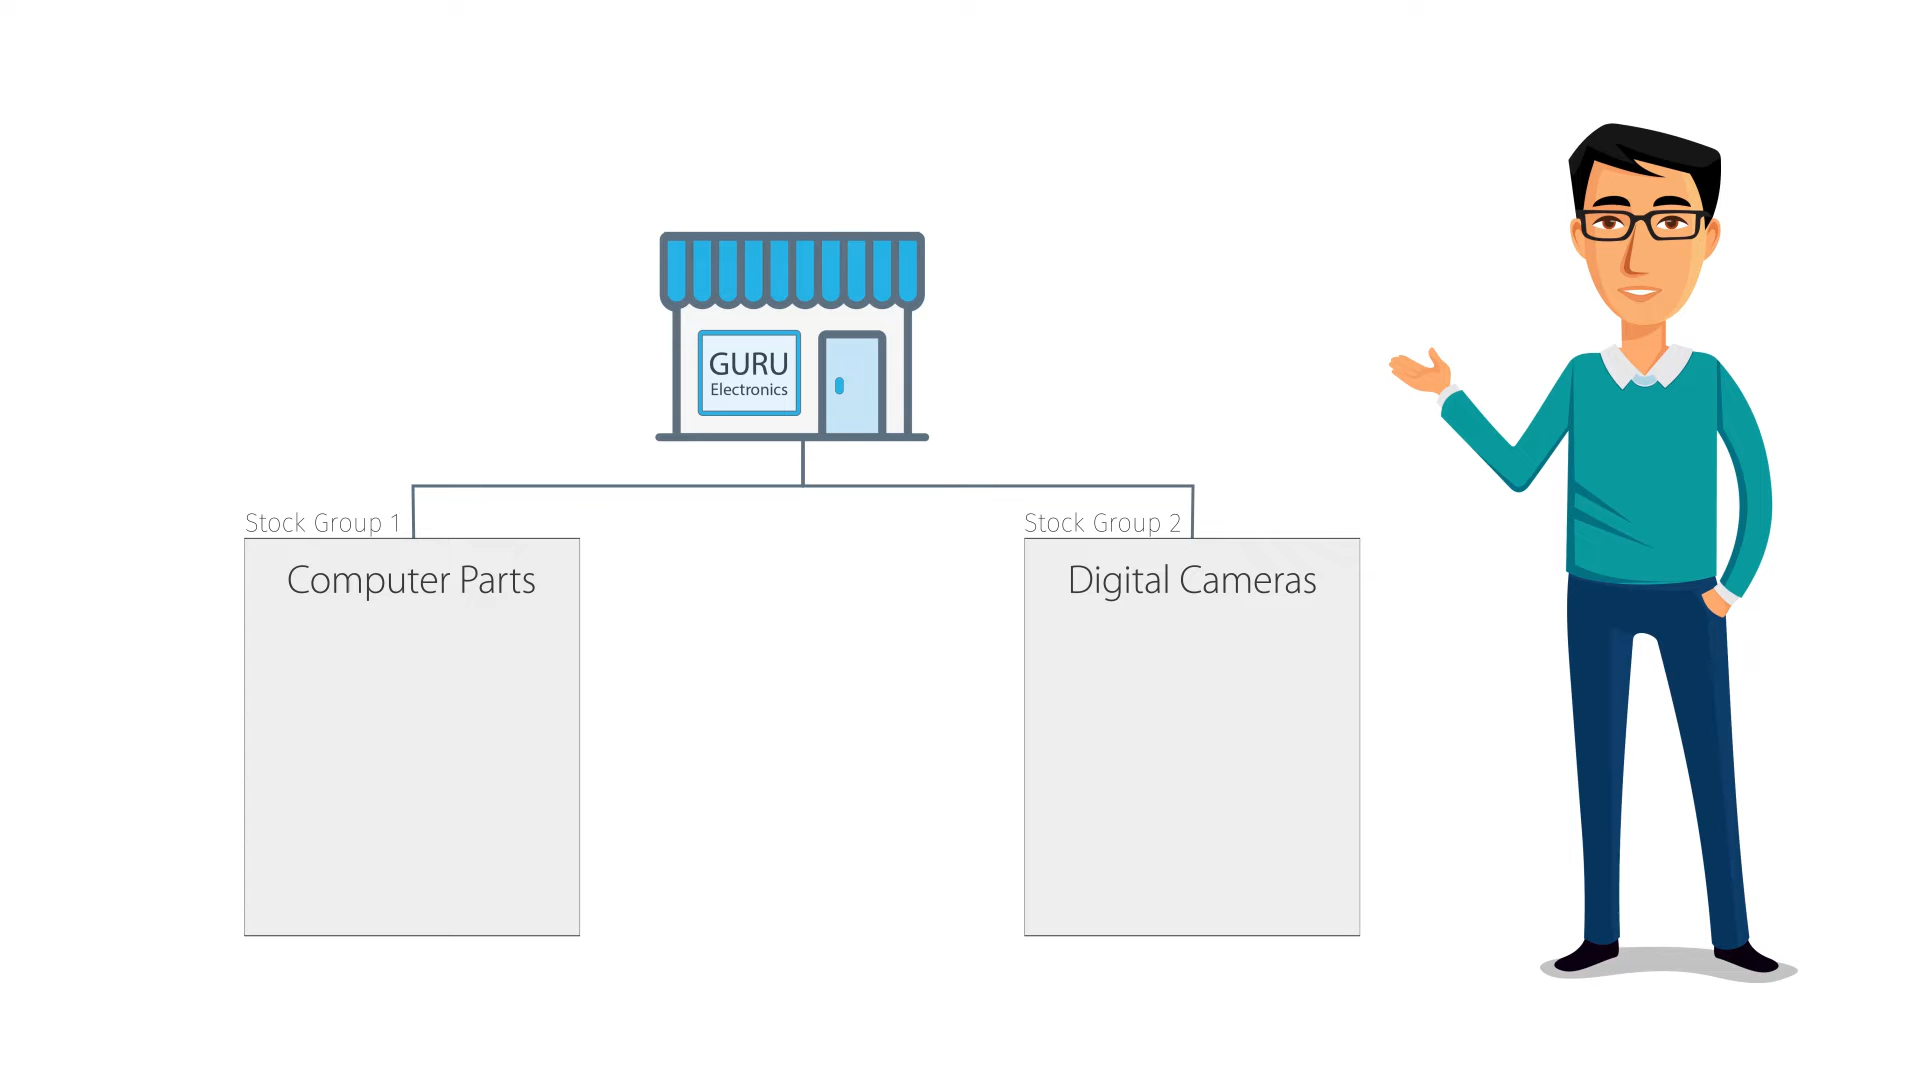 GURU
Electronics
Stock Group 1
Stock Group 2
Computer Parts
Digital Cameras